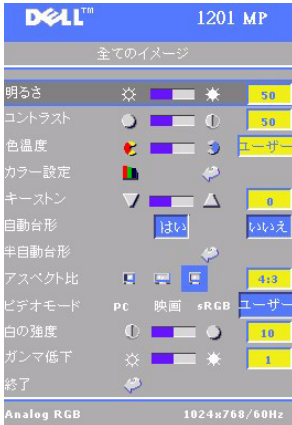 DELL™ 1201 MP
全てのイメージ
明るさ 50
コントラスト 50
色温度 ユーザー
カラー設定
キーストン 0
自動台形 はい いいえ
半自動台形
アスペクト比 4:3
ビデオモード PC 映画 sRGB ユーザー
白の強度 10
ガンマ低下 1
終了
Analog RGB 1024x768/60Hz